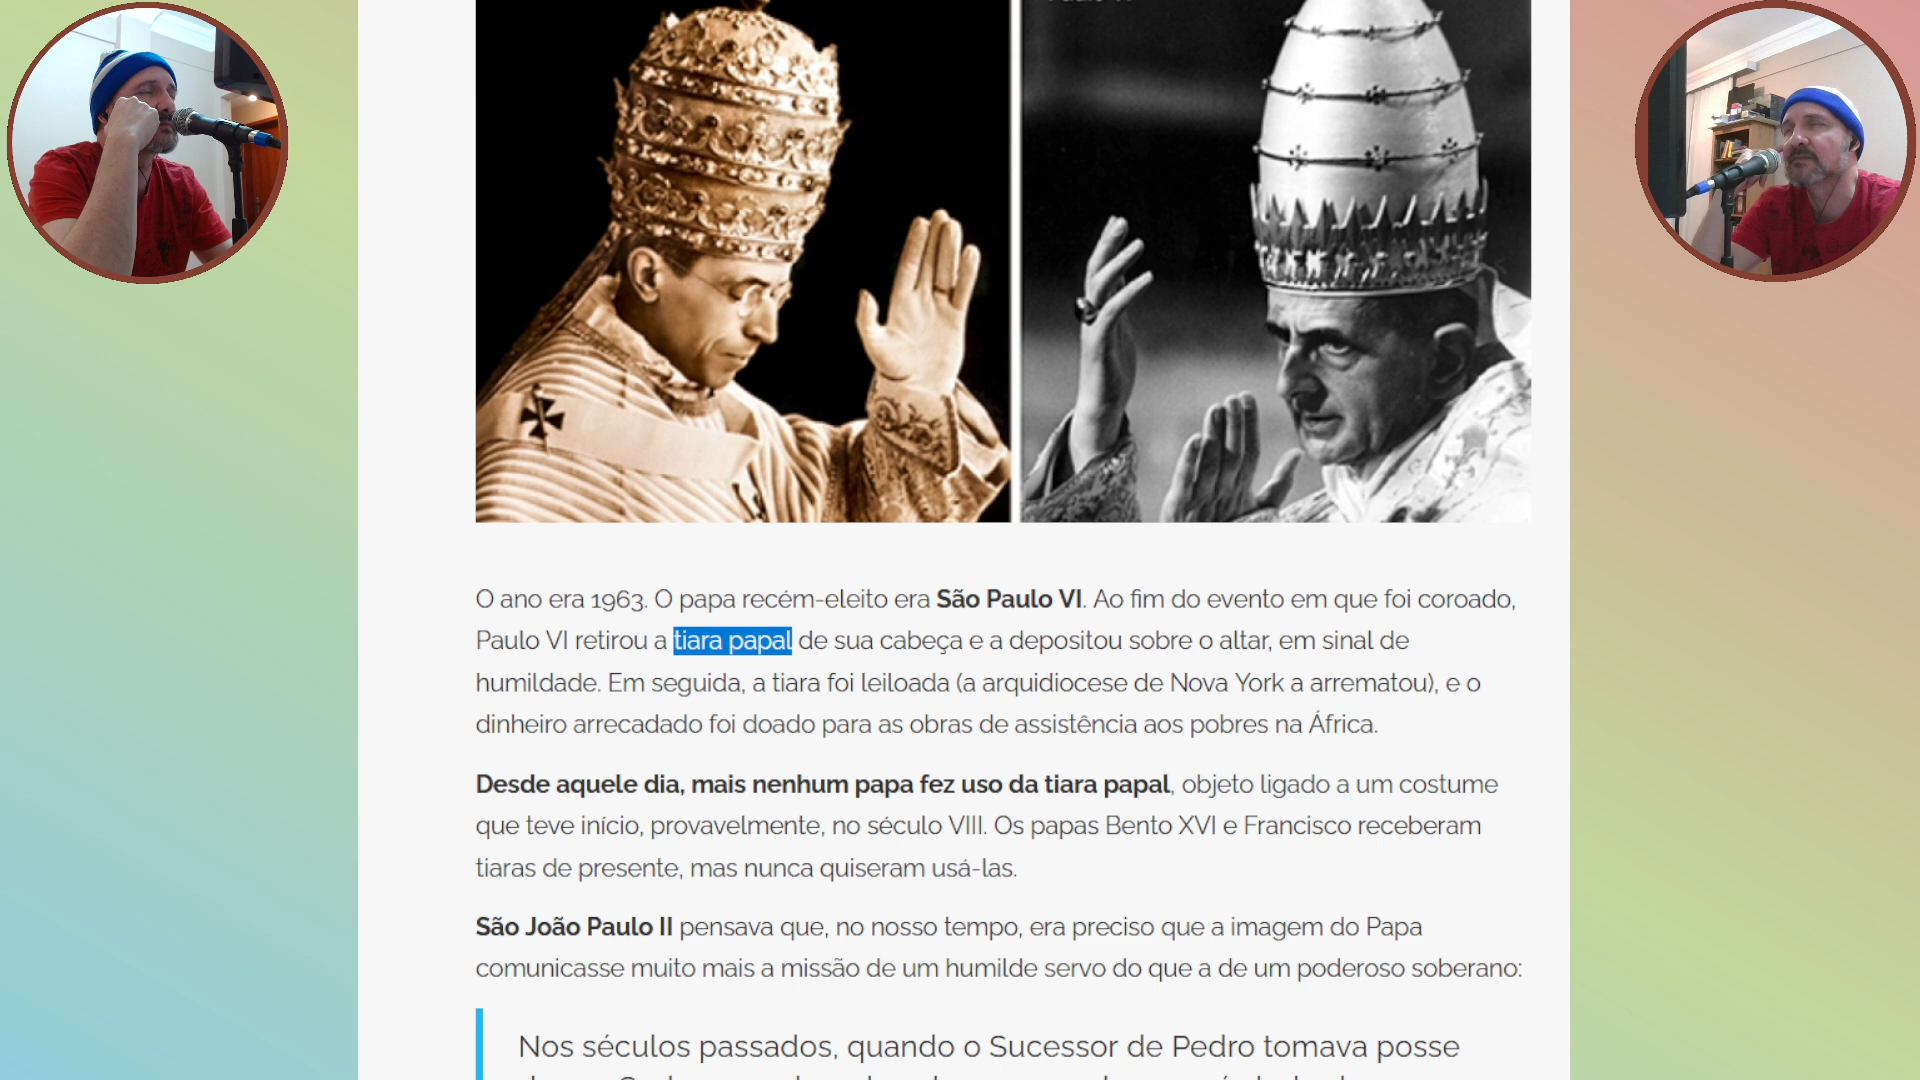 O ano era 1963. O papa recém-eleito era São Paulo VI. Ao fim do evento em que foi coroado,
Paulo VI retirou a tiara papal de sua cabeça e a depositou sobre o altar, em sinal de
humildade. Em seguida, a tiara foi leiloada (a arquidiocese de Nova York a arrematou), e o
dinheiro arrecadado foi doado para as obras de assistência aos pobres na África.
Desde aquele dia, mais nenhum papa fez uso da tiara papal, objeto ligado a um costume
que teve início, provavelmente, no século VIII. Os papas Bento XVI e Francisco receberam
tiaras de presente, mas nunca quiseram usá-las.
São João Paulo II pensava que, no nosso tempo, era preciso que a imagem do Papa
comunicasse muito mais a missão de um humilde servo do que a de um poderoso soberano:
Nos séculos passados, quando o Sucessor de Pedro tomava posse